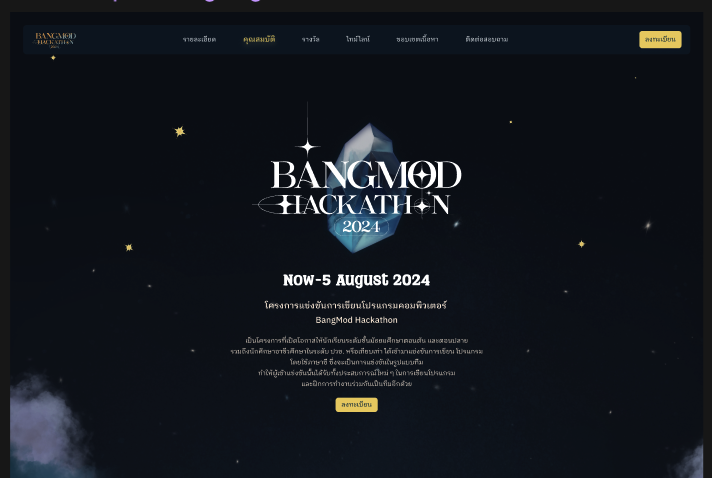 BANGMOD
HACKATHON
รายละเอียด
คุณสมบัติ
รางวัล
ไทม์ไลน์
ขอบเขตเนื้อหา
ติดต่อสอบถาม
ลงทะเบียน
BANGMOD
HACKATHON
2024
Now-5 August 2024
โครงการแข่งขันการเขียนโปรแกรมคอมพิวเตอร์
BangMod Hackathon
เป็นโครงการที่เปิดโอกาสให้นักเรียนระดับชั้นมัธยมศึกษาตอนต้น และตอนปลาย
รวมถึงนักศึกษาอาชีวศึกษาในระดับ ปวช. หรือเทียบเท่า ได้เข้ามาแข่งขันการเขียน โปรแกรม
โดยใช้ภาษาซี ซึ่งจะเป็นการแข่งขันในรูปแบบทีม
ทำให้ผู้เข้าแข่งขันนั้นได้รับทั้งประสบการณ์ใหม่ ๆ ในการเขียนโปรแกรม
และฝึกการทำงานร่วมกันเป็นทีมอีกด้วย
ลงทะเบียน